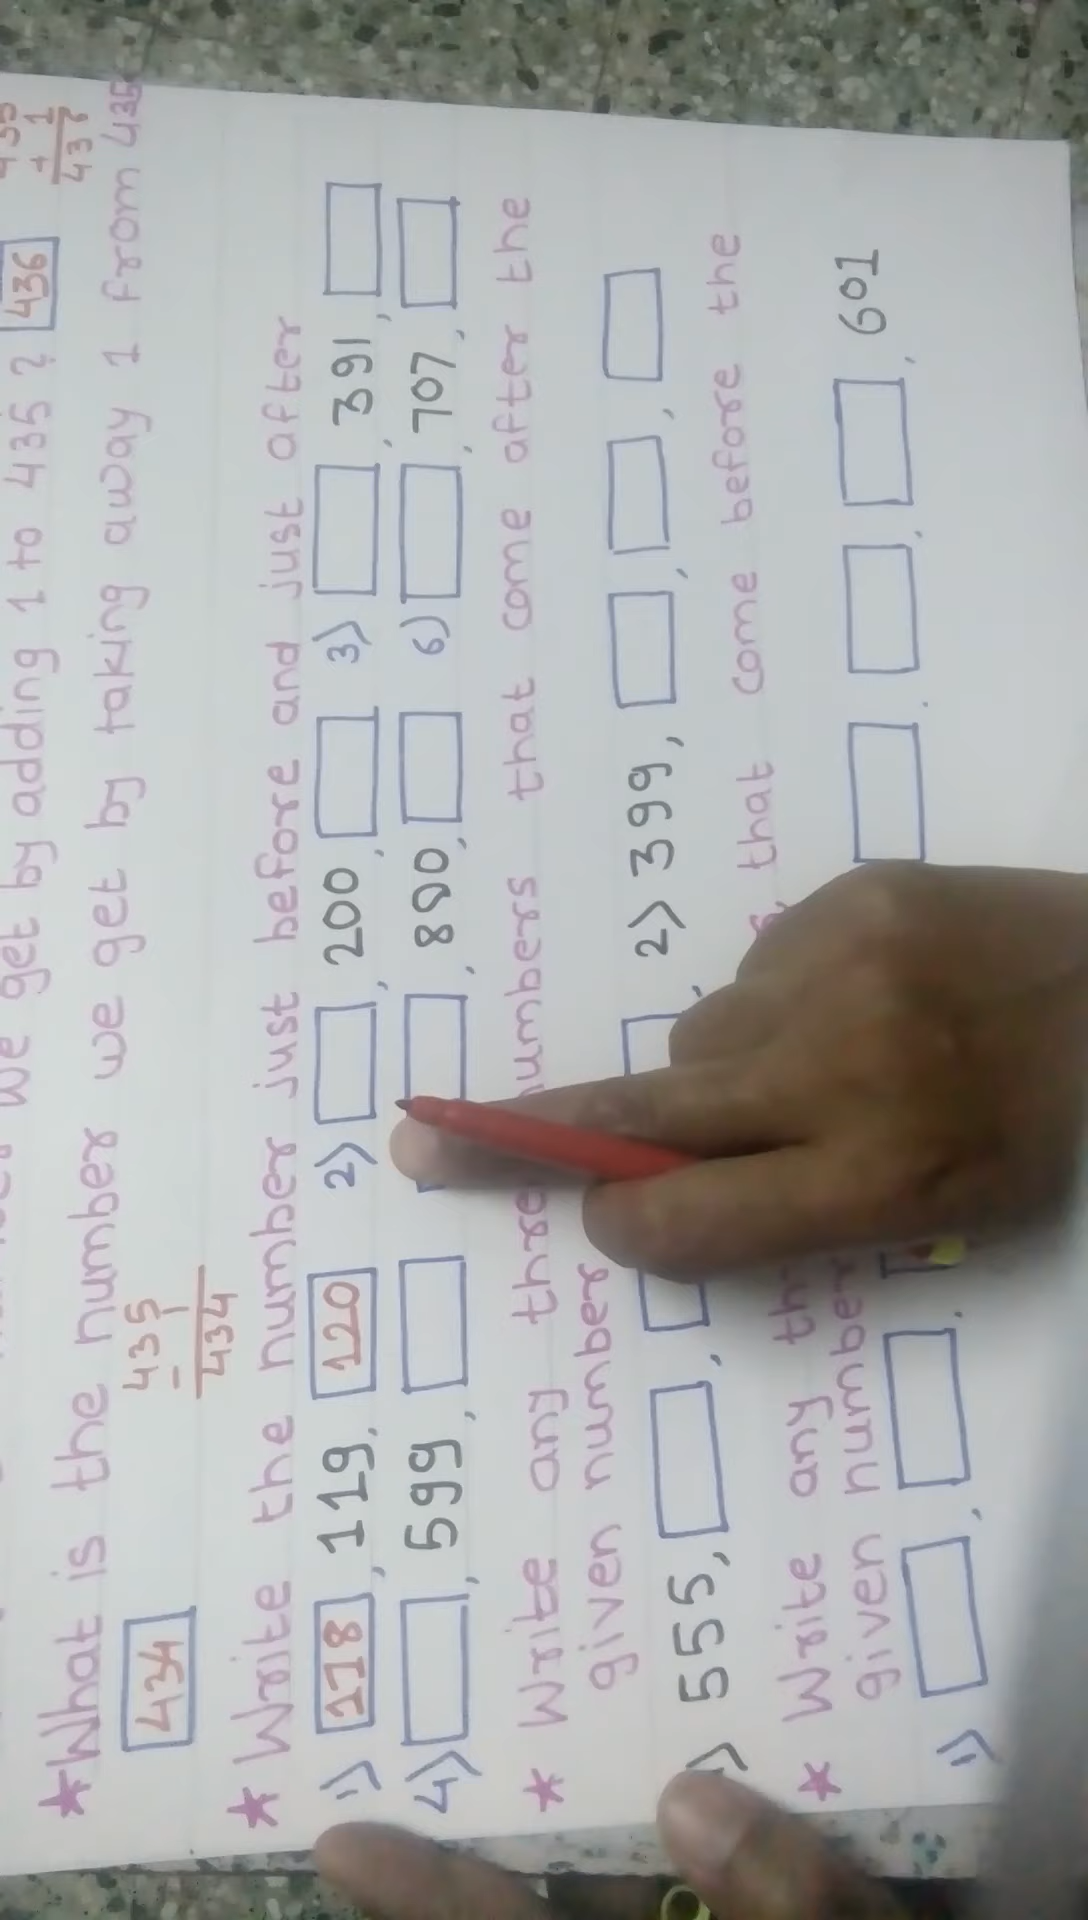 we get by adding 1 to 435 ? 436
435
+ 1
436
* What is the number we get by taking away 1 from 435
434
435
- 1
434
* Write the number just before and just after
1) 118, 119, 120 2) , 200, 3) , 391,
4) , 599, , 800, 6) , 707,
* Write any three numbers that come after the
given number
555, , 2) 399, , ,
* Write any that come before the
given number
1) , . . , 601